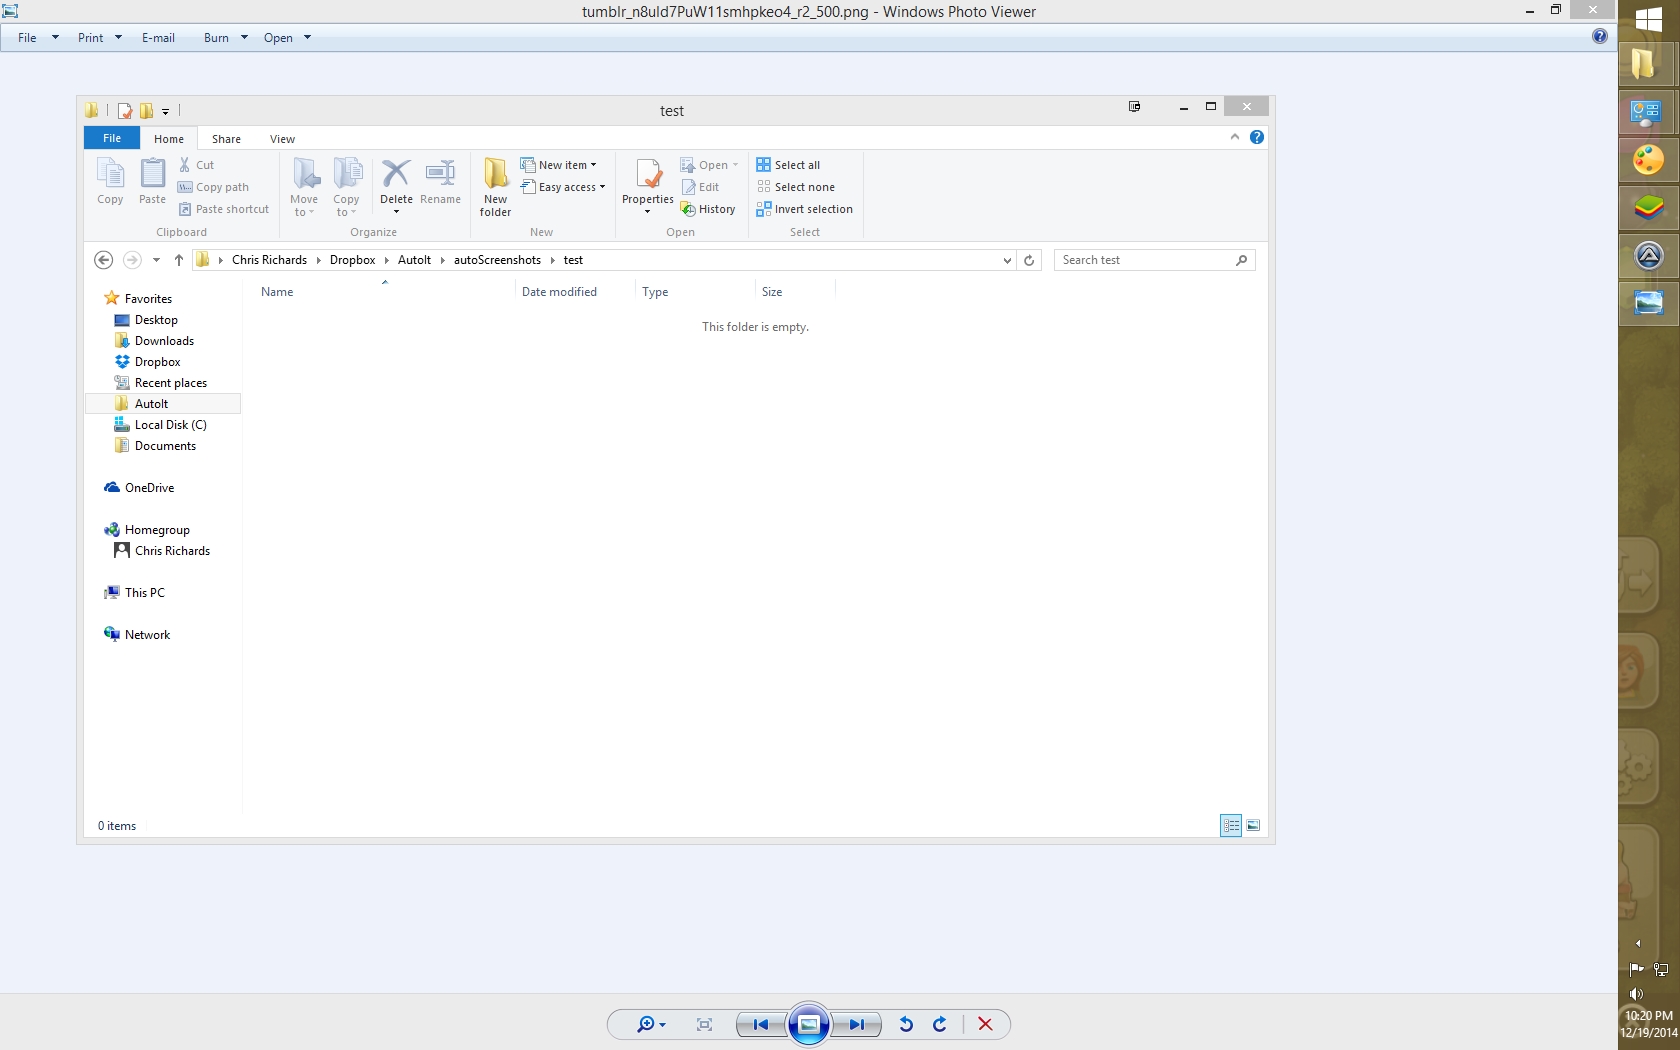 tumblr_n8uld7PuW11smhpkeo4_r2_500.png - Windows Photo Viewer
File Print E-mail Burn Open
test
File Home Share View
Copy Paste Cut
Copy path
Paste shortcut
Clipboard
Move to Copy to Delete Rename
Organize
New folder New item
Easy access
New
Properties Open
Edit
History
Open
Select all
Select none
Invert selection
Select
Chris Richards Dropbox AutoIt autoScreenshots test
Search test
Name Date modified Type Size
This folder is empty.
Favorites
Desktop
Downloads
Dropbox
Recent places
AutoIt
Local Disk (C)
Documents
OneDrive
Homegroup
Chris Richards
This PC
Network
0 items
10:20 PM
12/19/2014